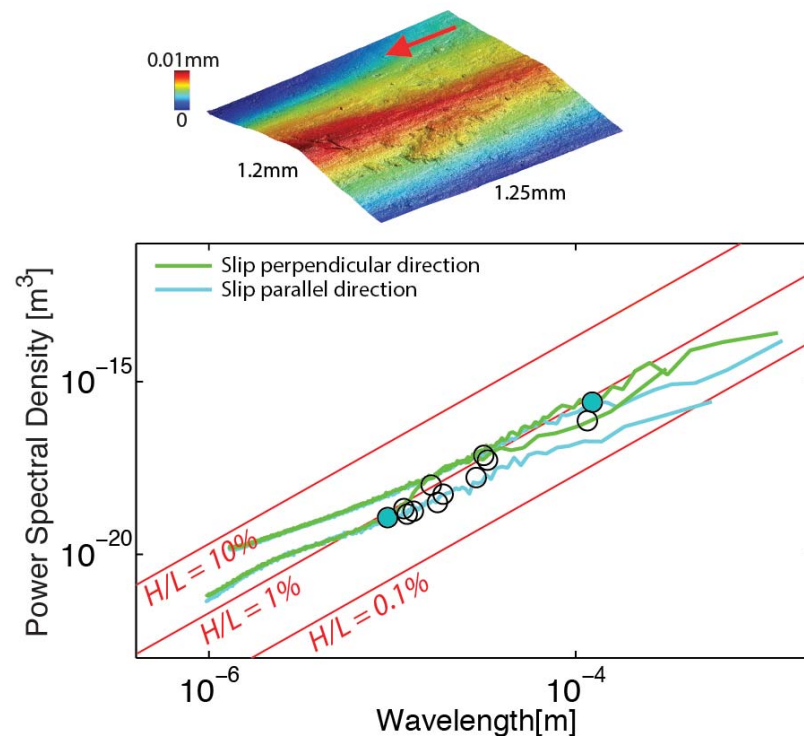 0.01mm
0
1.2mm
1.25mm
Slip perpendicular direction
Slip parallel direction
Power Spectral Density [m³]
10⁻¹⁵
10⁻²⁰
H/L = 10%
H/L = 1%
H/L = 0.1%
10⁻⁶
10⁻⁴
Wavelength[m]